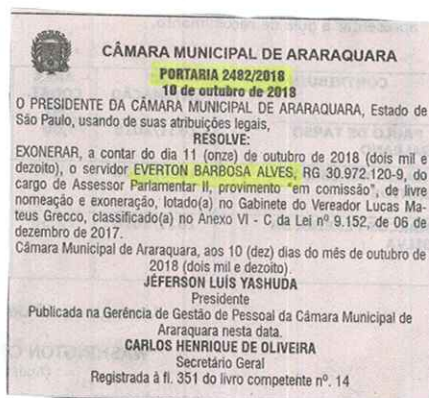 CÂMARA MUNICIPAL DE ARARAQUARA
PORTARIA 2482/2018
10 de outubro de 2018
O PRESIDENTE DA CÂMARA MUNICIPAL DE ARARAQUARA, Estado de
São Paulo, usando de suas atribuições legais,
RESOLVE:
EXONERAR, a contar do dia 11 (onze) de outubro de 2018 (dois mil e
dezoito), o servidor EVERTON BARBOSA ALVES, RG 30.972.120-9, do
cargo de Assessor Parlamentar II, provimento "em comissão", de livre
nomeação e exoneração, lotado(a) no Gabinete do Vereador Lucas Ma-
teus Grecco, classificado(a) no Anexo VI - C da Lei nº 9.152, de 06 de
dezembro de 2017.
Câmara Municipal de Araraquara, aos 10 (dez) dias do mês de outubro de
2018 (dois mil e dezoito).
JÉFERSON LUÍS YASHUDA
Presidente
Publicada na Gerência de Gestão de Pessoal da Câmara Municipal de
Araraquara nesta data.
CARLOS HENRIQUE DE OLIVEIRA
Secretário Geral
Registrada à fl. 351 do livro competente nº. 14